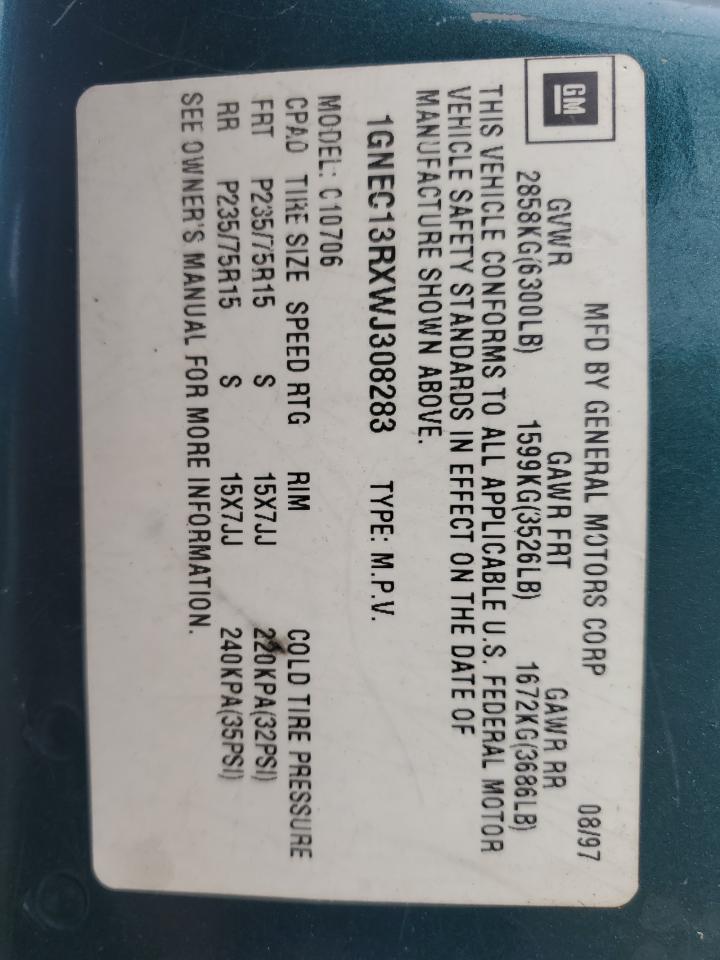 GM
MFD BY GENERAL MOTORS CORP 08/97
GVWR GAWR FRT GAWR RR
2858KG(6300LB) 1599KG(3526LB) 1672KG(3686LB)
THIS VEHICLE CONFORMS TO ALL APPLICABLE U.S. FEDERAL MOTOR
VEHICLE SAFETY STANDARDS IN EFFECT ON THE DATE OF
MANUFACTURE SHOWN ABOVE.
1GNEC13RXWJ308283 TYPE: M.P.V.
MODEL: C10706
CPAD TIRE SIZE SPEED RTG RIM COLD TIRE PRESSURE
FRT P235/75R15 S 15X7JJ 220KPA(32PSI)
RR P235/75R15 S 15X7JJ 240KPA(35PSI)
SEE OWNER'S MANUAL FOR MORE INFORMATION.